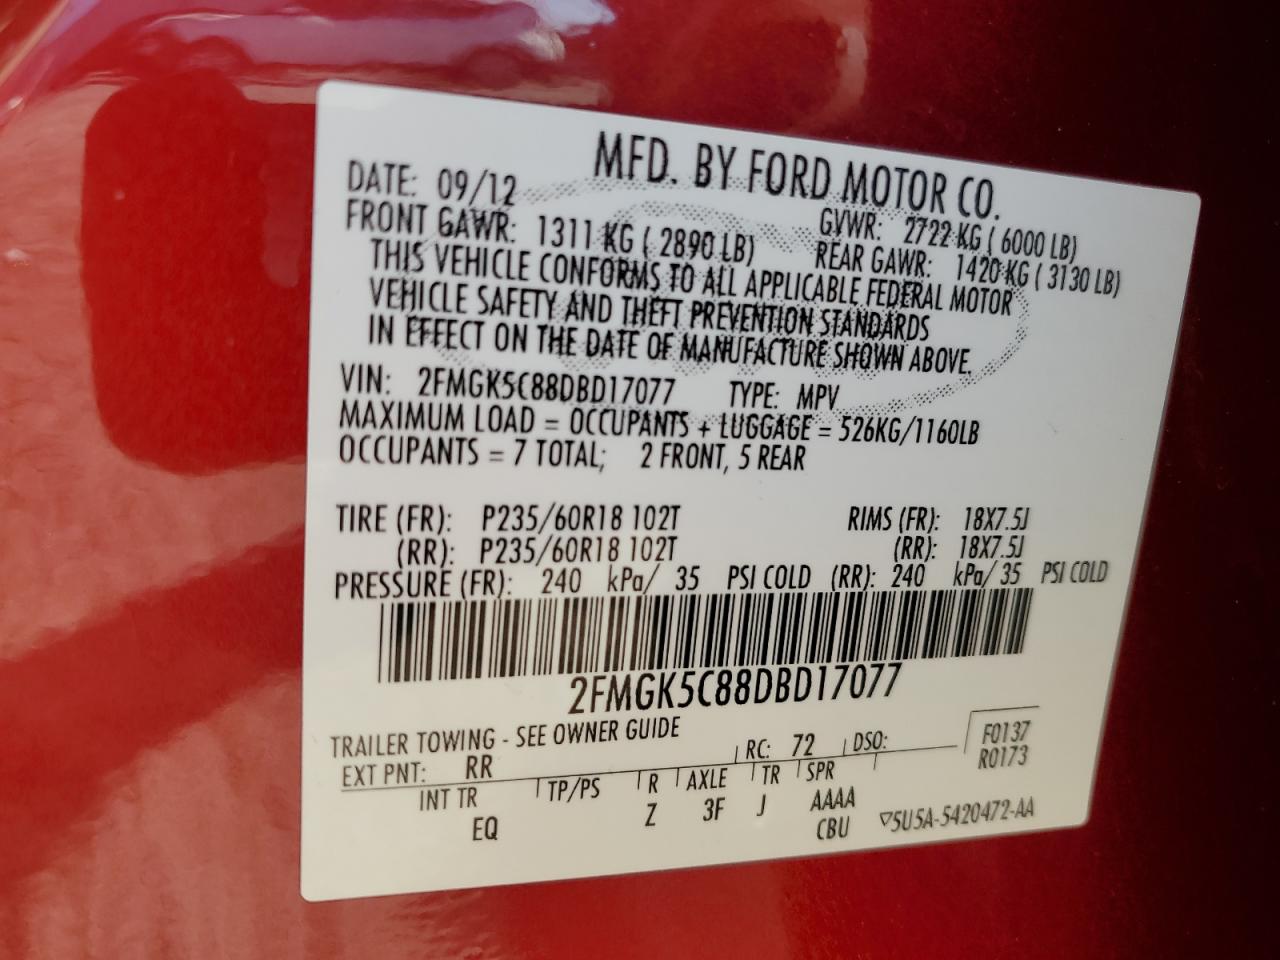 MFD. BY FORD MOTOR CO.
DATE: 09/12 GVWR: 2722 KG ( 6000 LB)
FRONT GAWR: 1311 KG ( 2890 LB) REAR GAWR: 1420 KG ( 3130 LB)
THIS VEHICLE CONFORMS TO ALL APPLICABLE FEDERAL MOTOR
VEHICLE SAFETY AND THEFT PREVENTION STANDARDS
IN EFFECT ON THE DATE OF MANUFACTURE SHOWN ABOVE.
VIN: 2FMGK5C88DBD17077 TYPE: MPV
MAXIMUM LOAD = OCCUPANTS + LUGGAGE = 526KG/1160LB
OCCUPANTS = 7 TOTAL; 2 FRONT, 5 REAR
TIRE (FR): P235/60R18 102T RIMS (FR): 18X7.5J
(RR): P235/60R18 102T (RR): 18X7.5J
PRESSURE (FR): 240 kPa/ 35 PSI COLD (RR): 240 kPa/ 35 PSI COLD
2FMGK5C88DBD17077
TRAILER TOWING - SEE OWNER GUIDE
EXT PNT: RR RC: 72 DSO: F0137
R0173
INT TR TP/PS R AXLE TR SPR
EQ Z 3F J AAAA
CBU ▽5U5A-5420472-AA